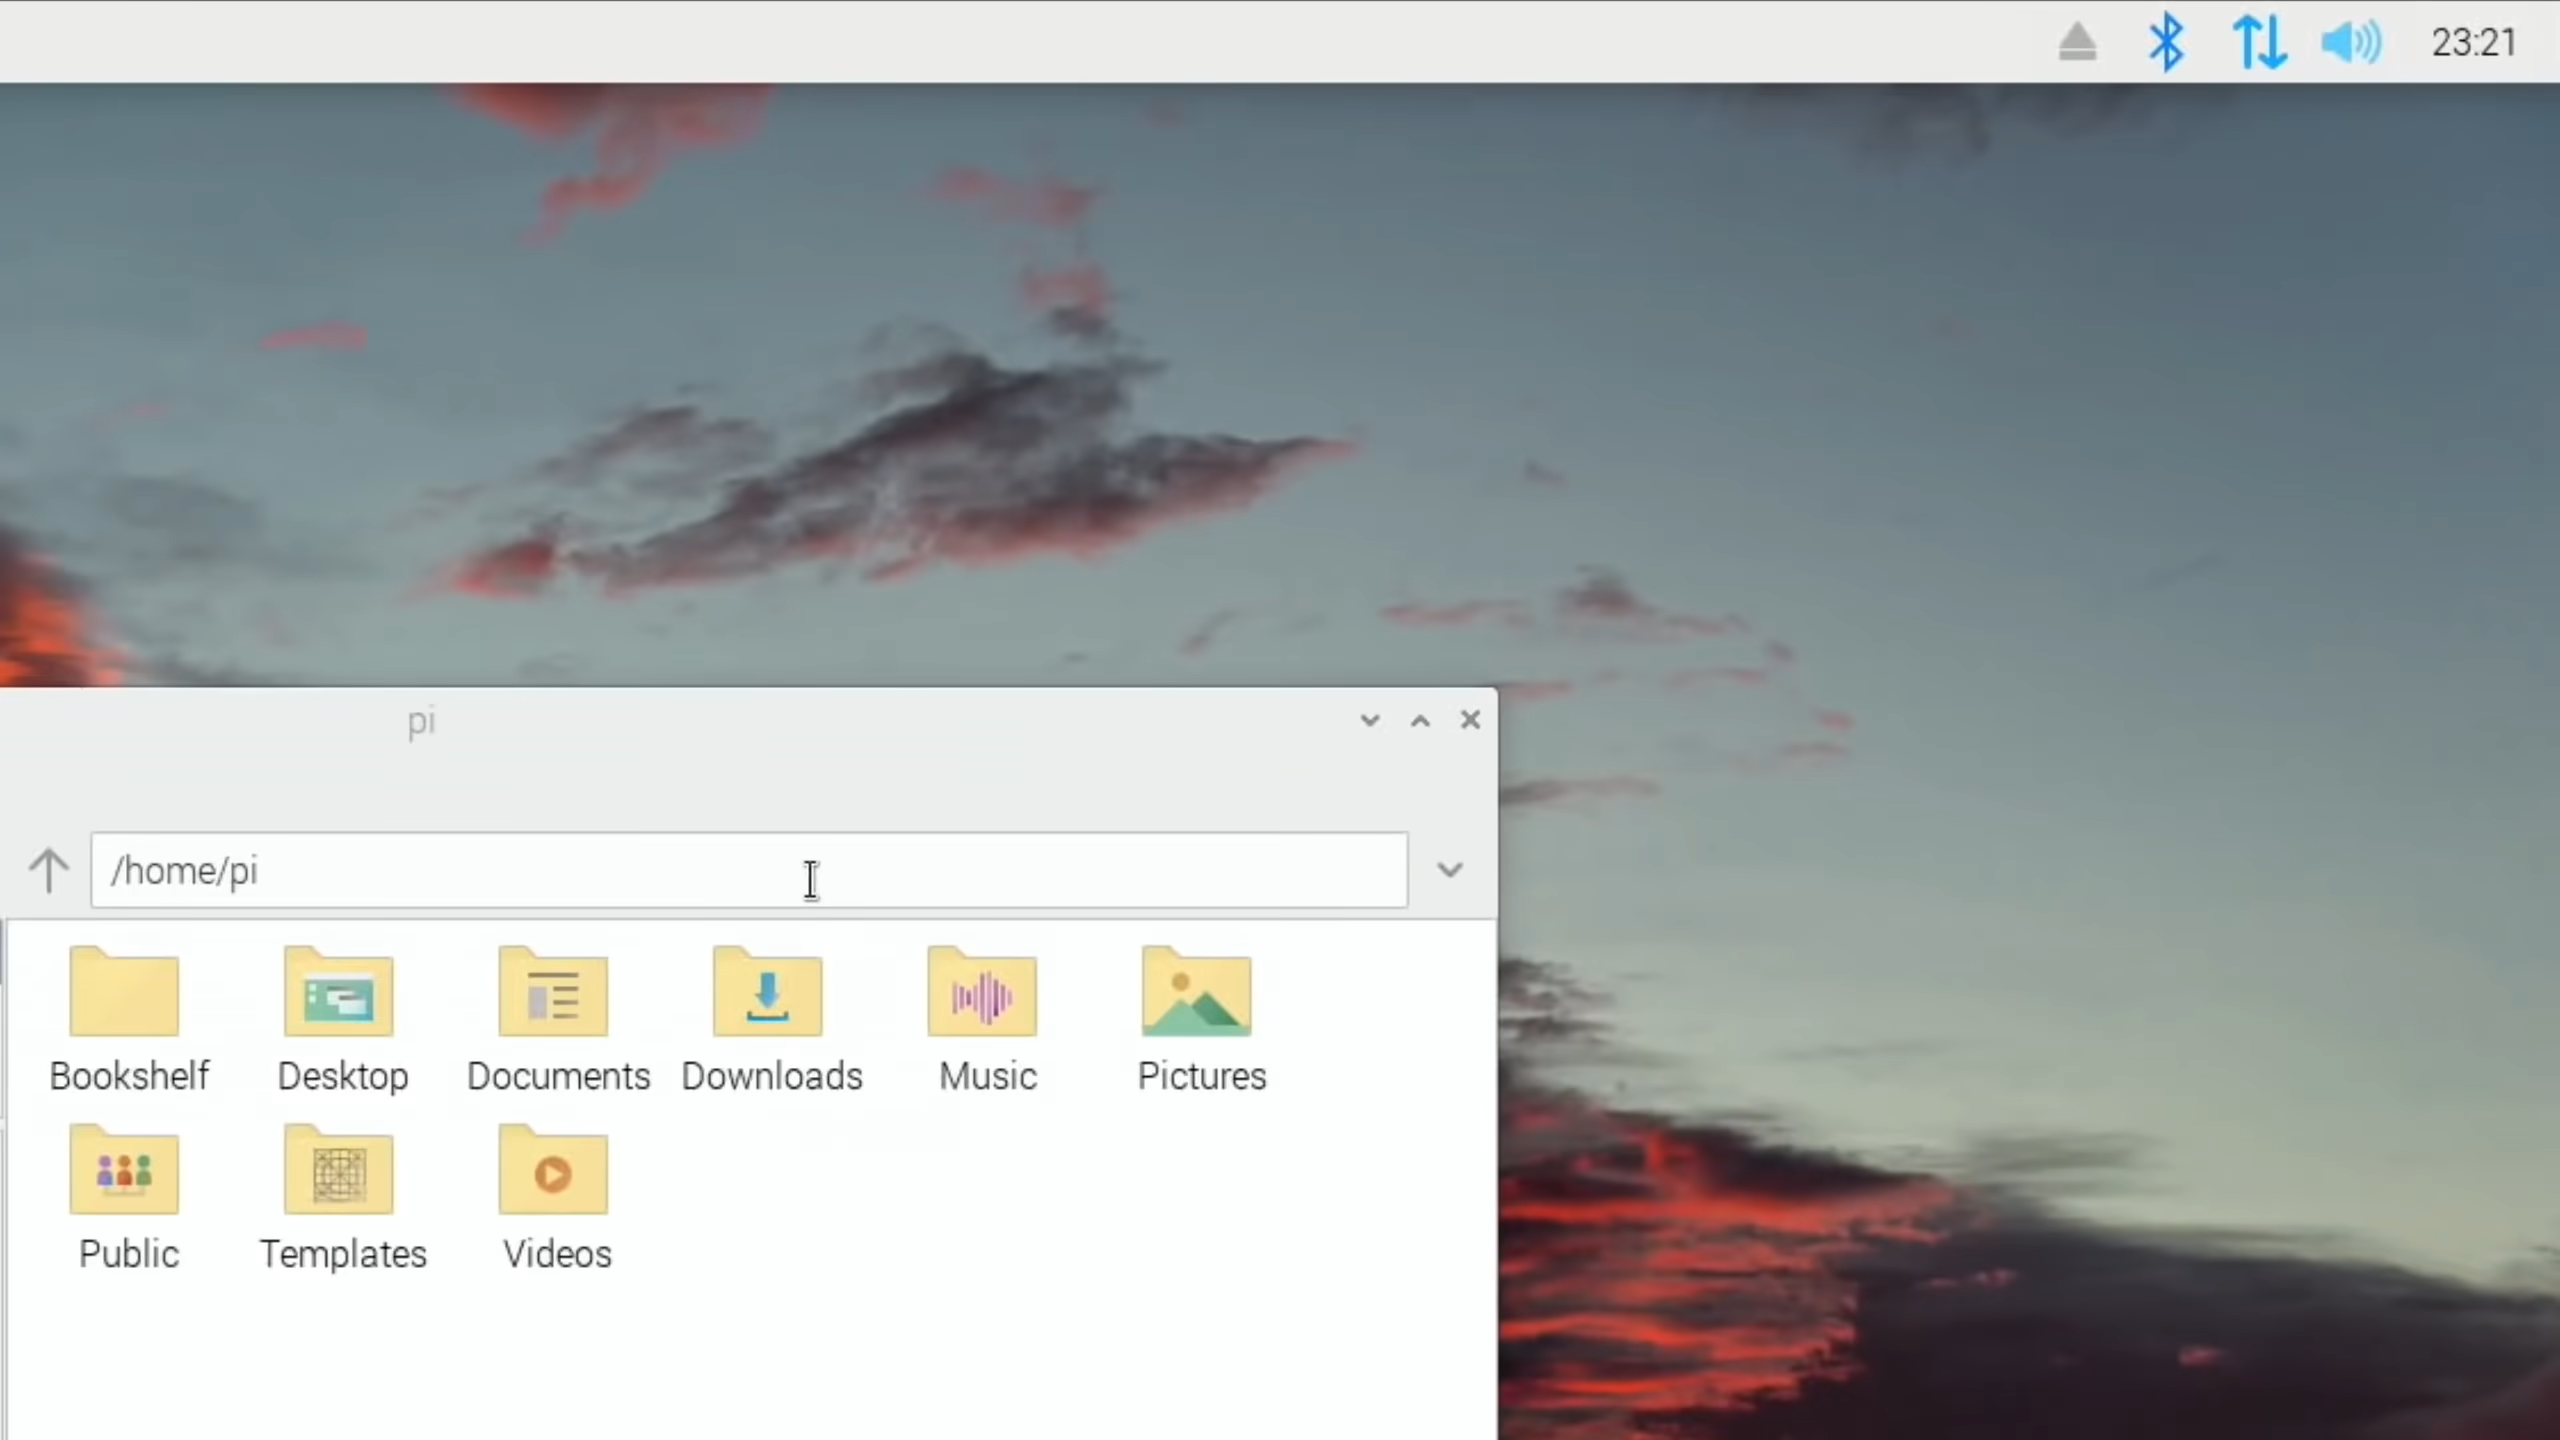 23:21
pi
/home/pi
Bookshelf Desktop Documents Downloads Music Pictures
Public Templates Videos